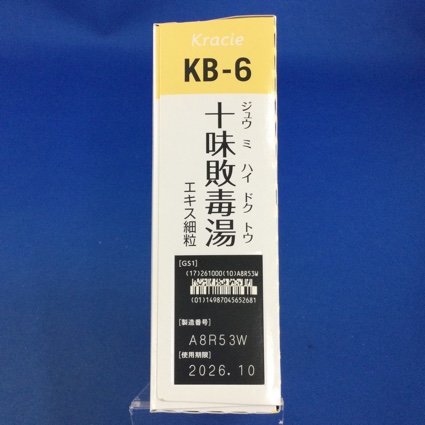 Kracie
KB-6
十味敗毒湯
ジュウ ミ ハイ ドク トウ
エキス細粒
[GS1]
(17)261000(10)A8R53W
(01)14987045652681
[製造番号]
A8R53W
[使用期限]
2026.10